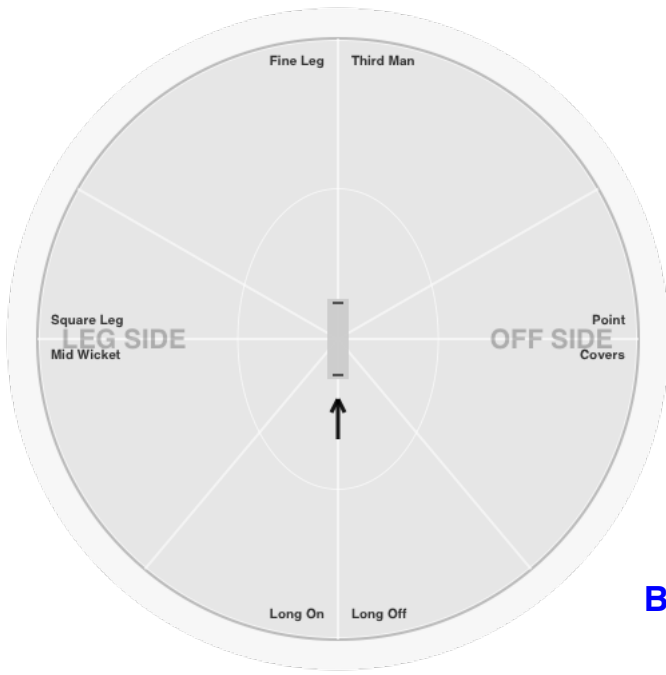 Fine Leg Third Man
Square Leg Point
LEG SIDE OFF SIDE
Mid Wicket Covers
Long On Long Off
B